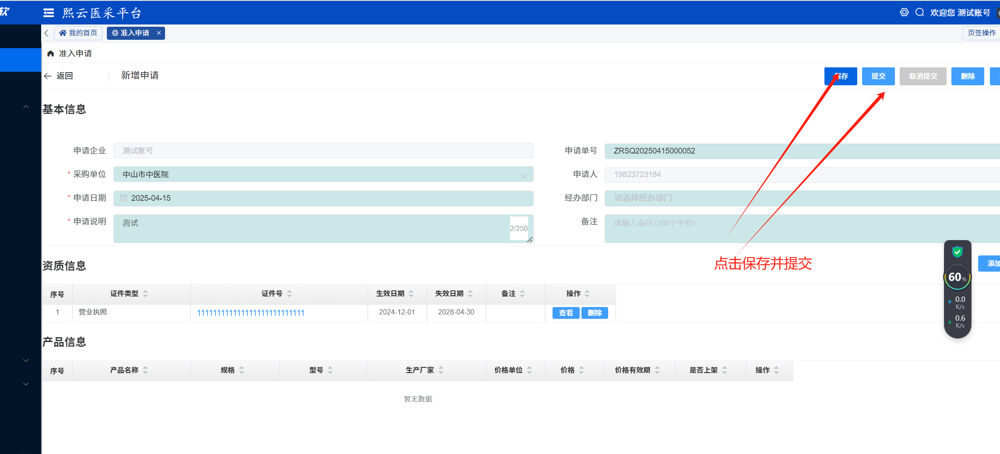 软
熙云医采平台
欢迎您 测试账号
我的首页
准入申请
页签操作
准入申请
返回
新增申请
保存
提交
取消提交
删除
基本信息
申请企业
测试账号
申请单号
ZRSQ20250415000052
* 采购单位
中山市中医院
申请人
19823723184
* 申请日期
2025-04-15
经办部门
请选择经办部门
* 申请说明
测试
2/250
备注
请输入备注(200个字符)
点击保存并提交
资质信息
添加
序号 证件类型 证件号 生效日期 失效日期 备注 操作
1 营业执照 111111111111111111111111111 2024-12-01 2028-04-30 查看 删除
60%
0.0
K/s
0.6
K/s
产品信息
序号 产品名称 规格 型号 生产厂家 价格单位 价格 价格有效期 是否上架 操作
暂无数据